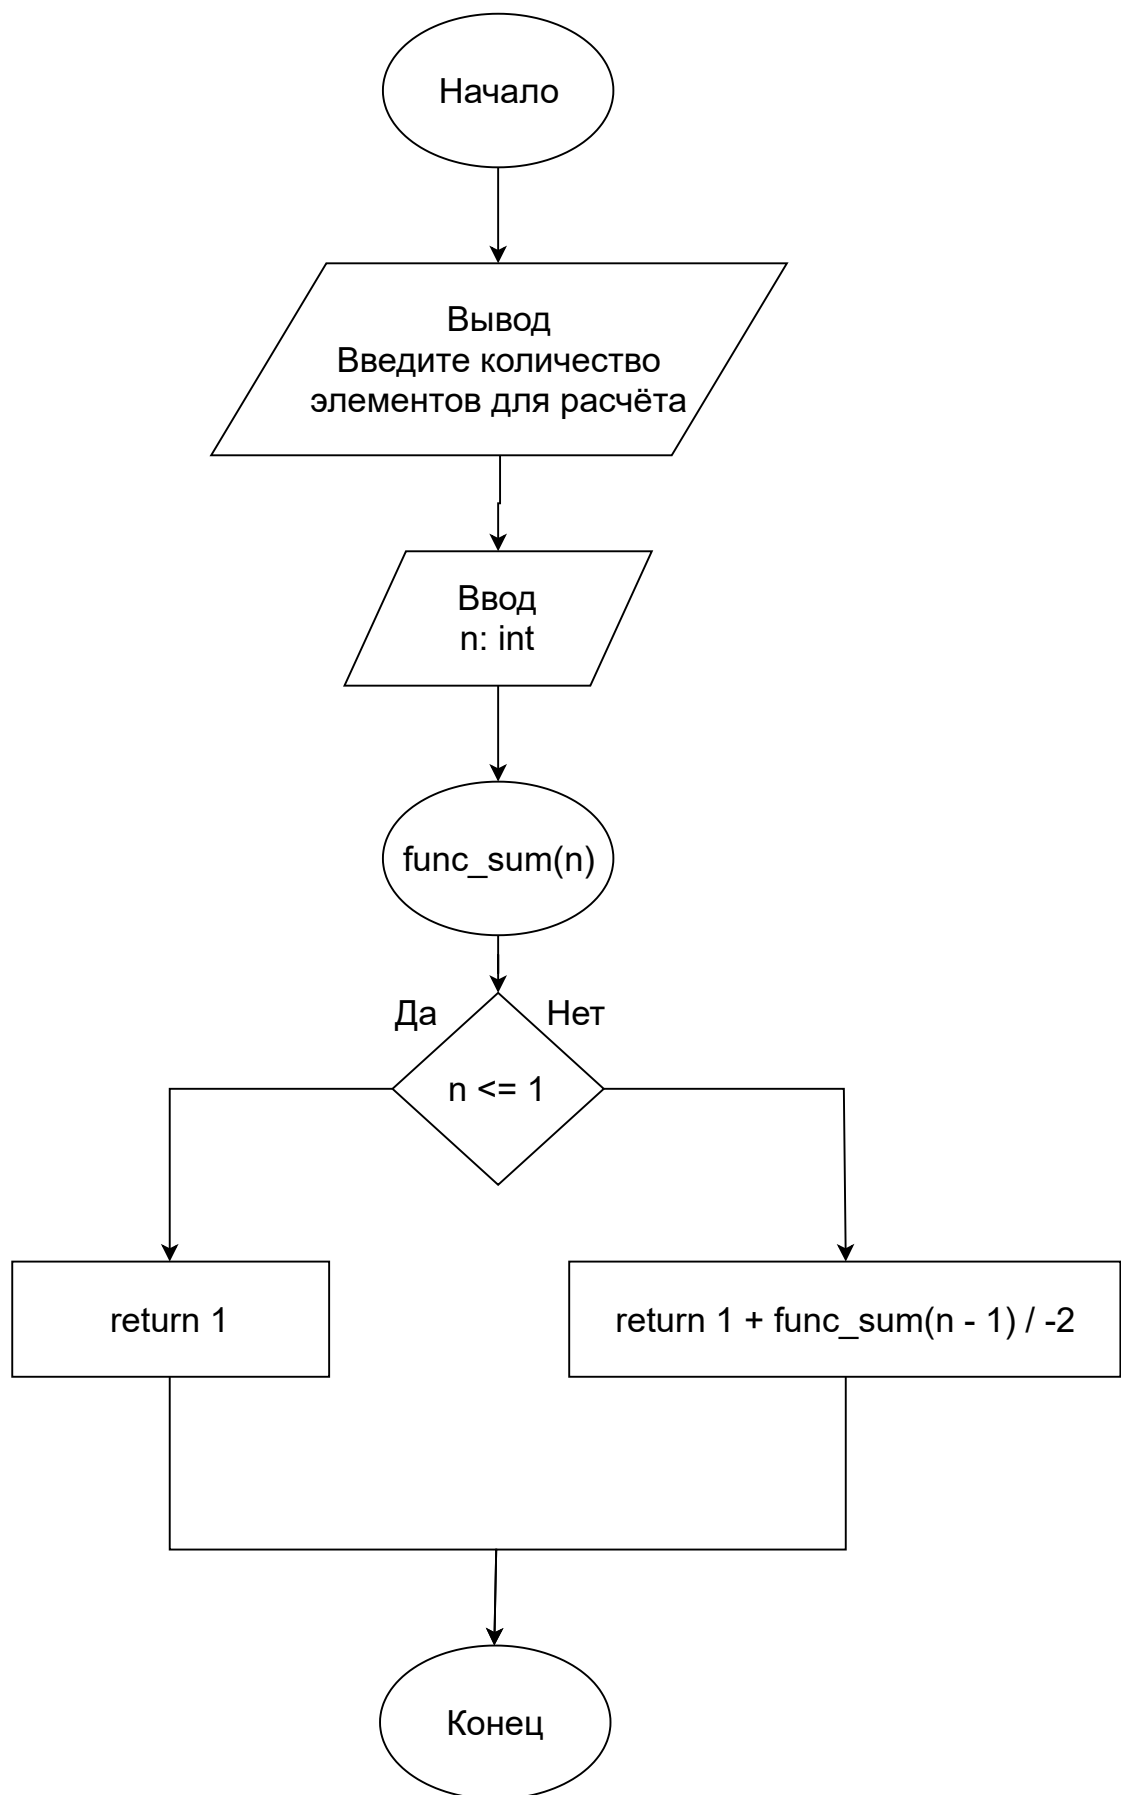 Начало
Вывод
Введите количество
элементов для расчёта
Ввод
n: int
func_sum(n)
Да
Нет
n <= 1
return 1
return 1 + func_sum(n - 1) / -2
Конец